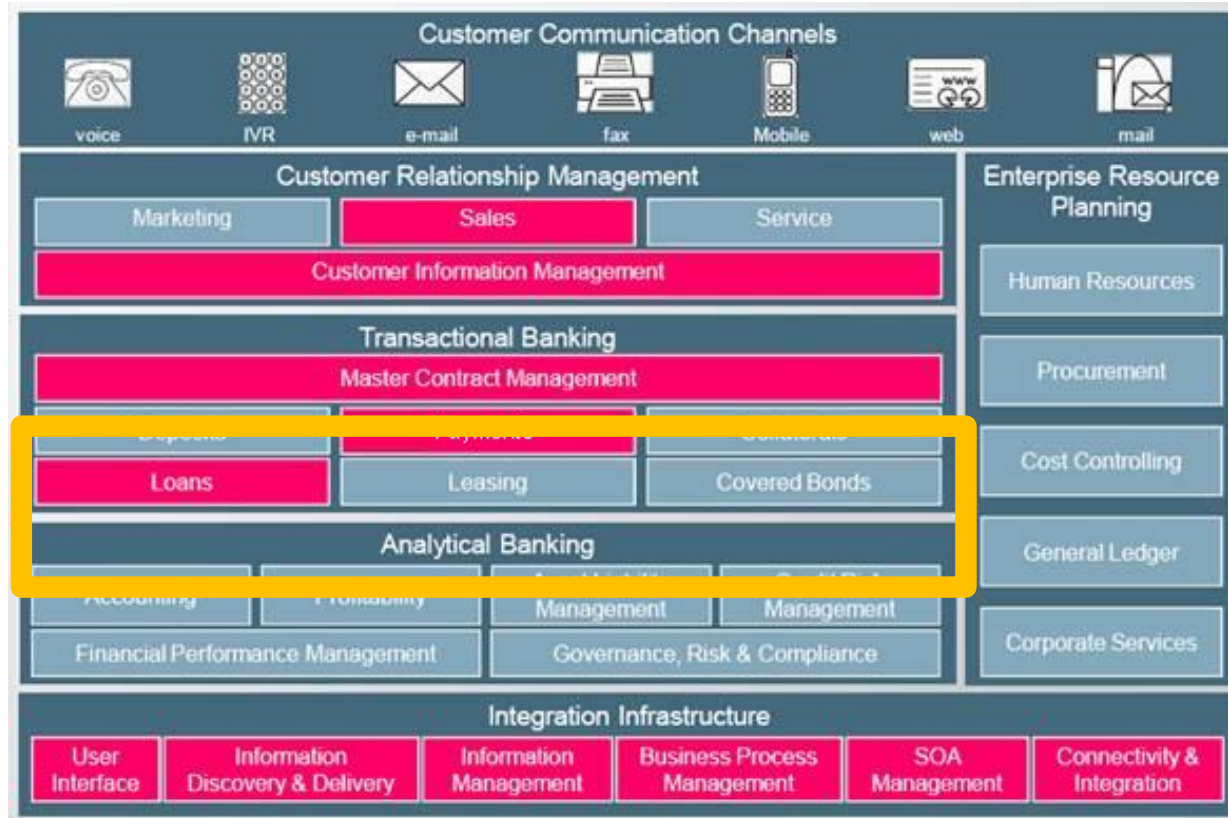 Customer Communication Channels
voice IVR e-mail fax Mobile web mail
Customer Relationship Management
Marketing Sales Service
Customer Information Management
Transactional Banking
Master Contract Management
Loans Leasing Covered Bonds
Analytical Banking
Accounting Profitability Management Management
Financial Performance Management Governance, Risk & Compliance
Enterprise Resource
Planning
Human Resources
Procurement
Cost Controlling
General Ledger
Corporate Services
Integration Infrastructure
User
Interface
Information
Discovery & Delivery
Information
Management
Business Process
Management
SOA
Management
Connectivity &
Integration